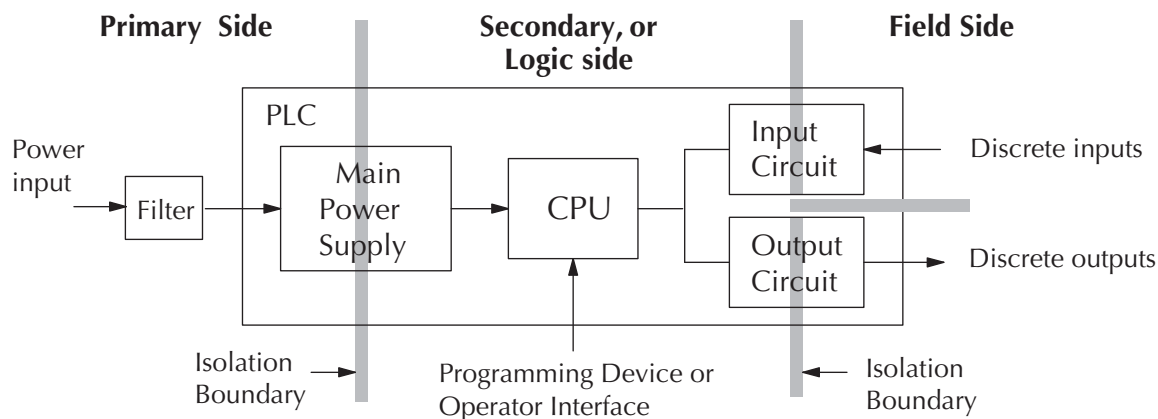 Primary Side
Secondary, or
Logic side
Field Side
PLC
Power
input
Filter
Main
Power
Supply
CPU
Input
Circuit
Discrete inputs
Output
Circuit
Discrete outputs
Isolation
Boundary
Programming Device or
Operator Interface
Isolation
Boundary